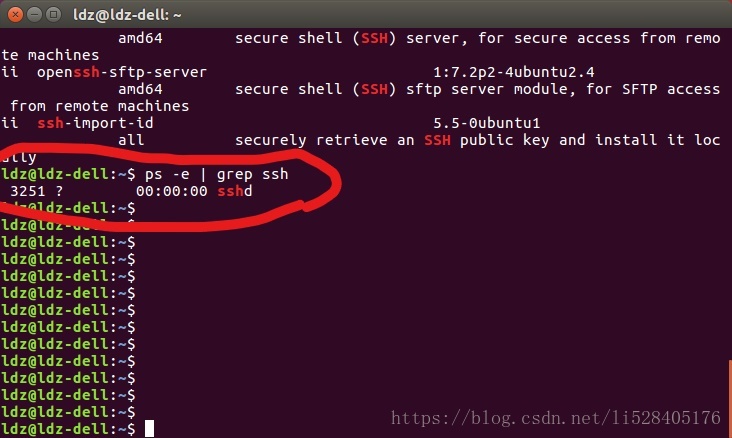 ldz@ldz-dell: ~
amd64 secure shell (SSH) server, for secure access from remo
te machines
ii openssh-sftp-server 1:7.2p2-4ubuntu2.4
amd64 secure shell (SSH) sftp server module, for SFTP access
from remote machines
ii ssh-import-id 5.5-0ubuntu1
all securely retrieve an SSH public key and install it loc
ally
ldz@ldz-dell:~$ ps -e | grep ssh
3251 ? 00:00:00 sshd
ldz@ldz-dell:~$
ldz@ldz-dell:~$
ldz@ldz-dell:~$
ldz@ldz-dell:~$
ldz@ldz-dell:~$
ldz@ldz-dell:~$
ldz@ldz-dell:~$
ldz@ldz-dell:~$
ldz@ldz-dell:~$
ldz@ldz-dell:~$
ldz@ldz-dell:~$
ldz@ldz-dell:~$
ldz@ldz-dell:~$
ldz@ldz-dell:~$
https://blog.csdn.net/li528405176